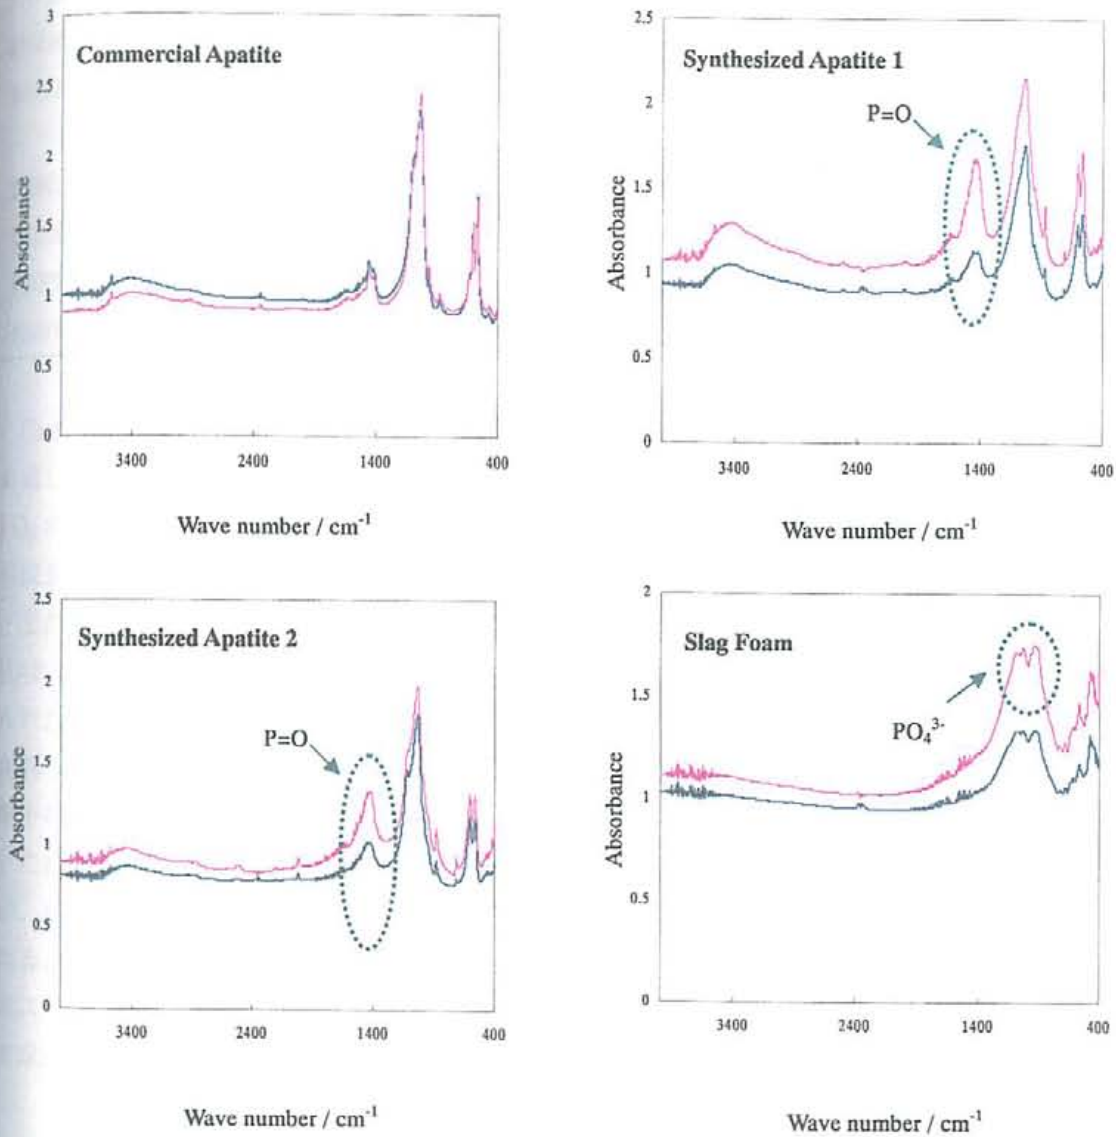 Commercial Apatite
3
2.5
2
1.5
1
0.5
0
Absorbance
3400 2400 1400 400
Wave number / cm⁻¹
Synthesized Apatite 1
P=O
2.5
2
1.5
1
0.5
0
Absorbance
3400 2400 1400 400
Wave number / cm⁻¹
Synthesized Apatite 2
P=O
2.5
2
1.5
1
0.5
0
Absorbance
3400 2400 1400 400
Wave number / cm⁻¹
Slag Foam
PO₄³⁻
2
1.5
1
0.5
0
Absorbance
3400 2400 1400 400
Wave number / cm⁻¹